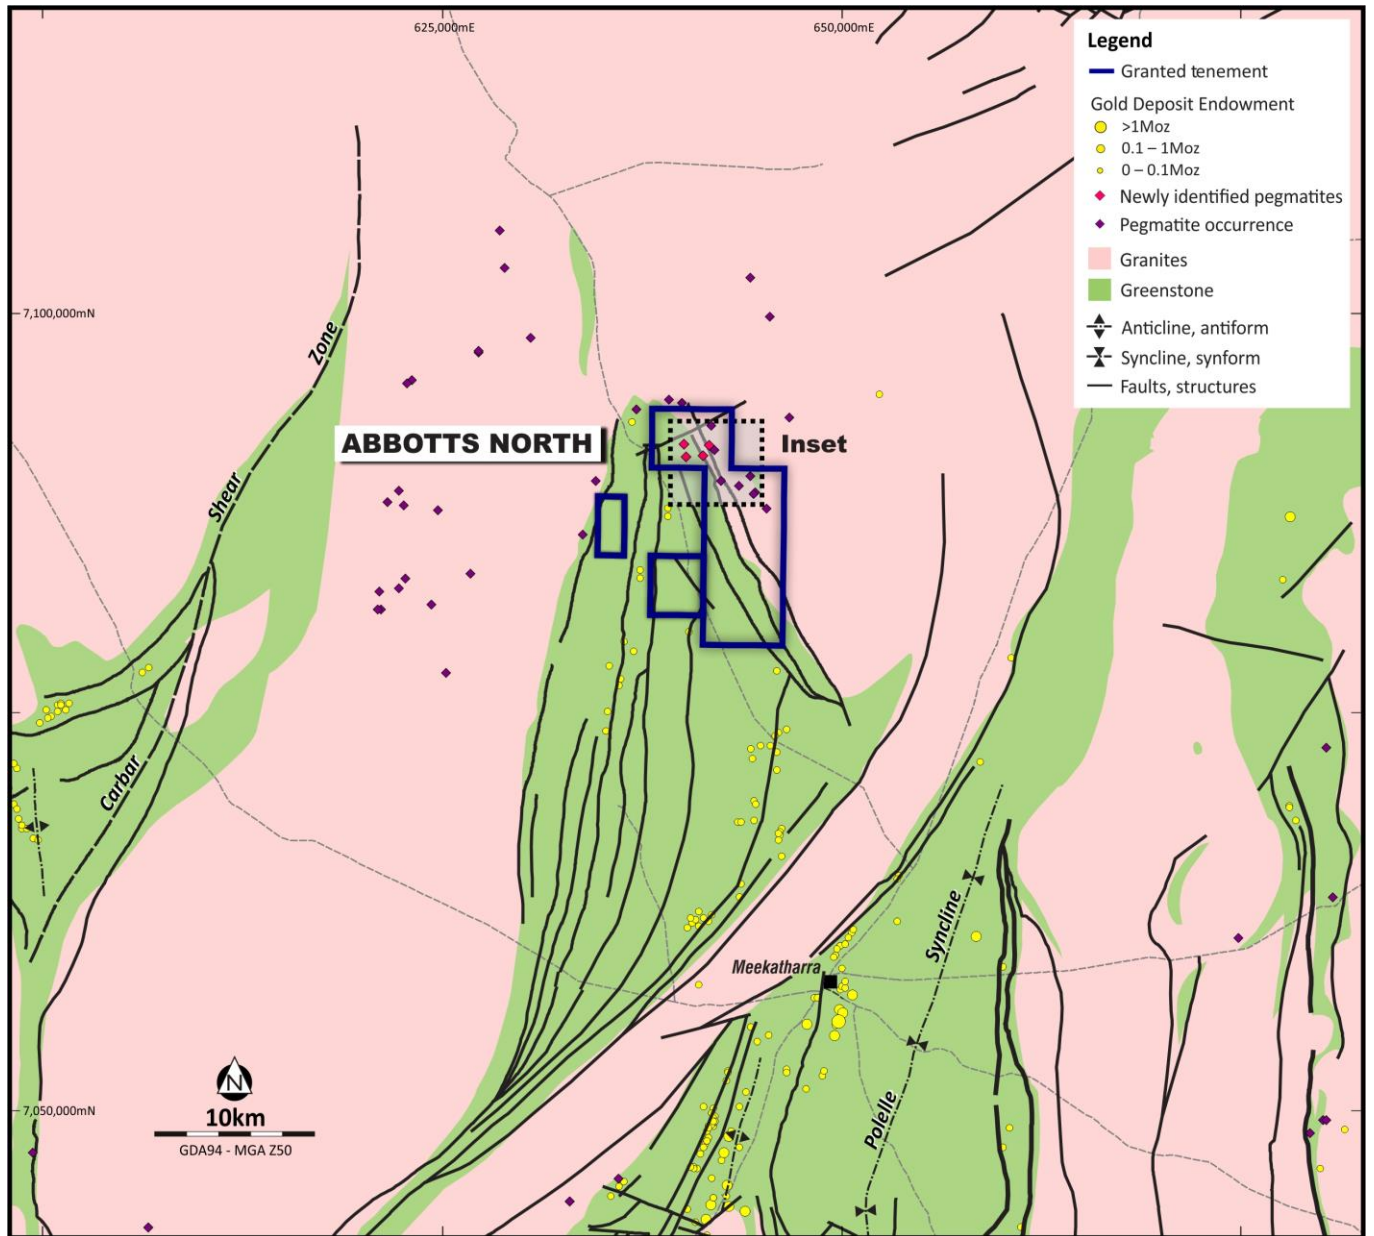 625,000mE
650,000mE
Legend
Granted tenement
Gold Deposit Endowment
>1Moz
0.1 – 1Moz
0 – 0.1Moz
Newly identified pegmatites
Pegmatite occurrence
Granites
Greenstone
Anticline, antiform
Syncline, synform
Faults, structures
7,100,000mN
Zone
ABBOTTS NORTH
Inset
Shear
Carbar
Syncline
Meekatharra
N
10km
GDA94 - MGA Z50
7,050,000mN
Polelle